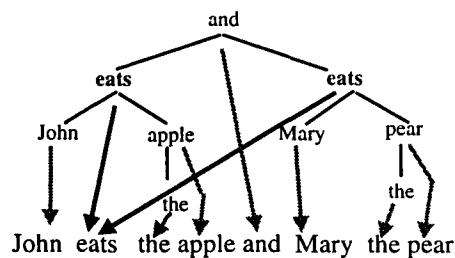 and
eats eats
John apple Mary pear
the the
John eats the apple and Mary the pear